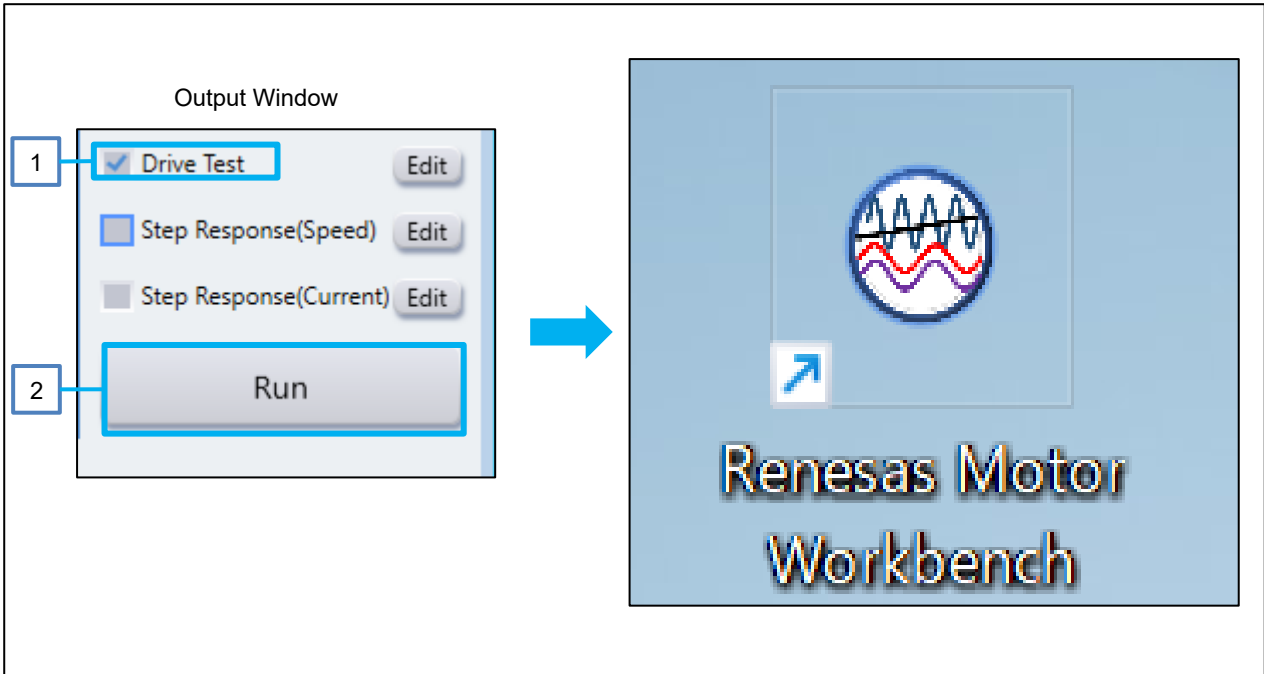 Output Window
1
Drive Test
Edit
Step Response(Speed)
Edit
Step Response(Current)
Edit
2
Run
Renesas Motor
Workbench